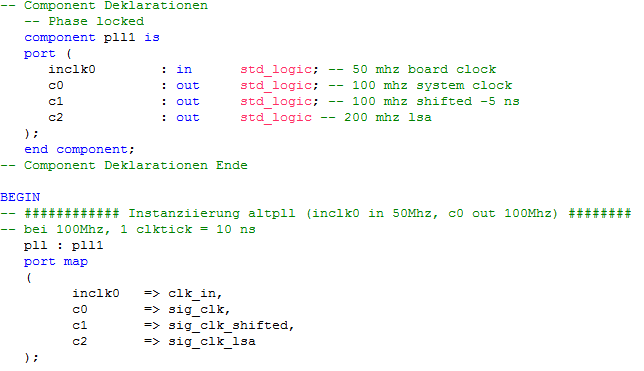 -- Component Deklarationen
-- Phase locked
component pll1 is
port (
inclk0 : in std_logic; -- 50 mhz board clock
c0 : out std_logic; -- 100 mhz system clock
c1 : out std_logic; -- 100 mhz shifted -5 ns
c2 : out std_logic -- 200 mhz lsa
);
end component;
-- Component Deklarationen Ende
BEGIN
-- ############ Instanziierung altpll (inclk0 in 50Mhz, c0 out 100Mhz) ########
-- bei 100Mhz, 1 clktick = 10 ns
pll : pll1
port map
(
inclk0 => clk_in,
c0 => sig_clk,
c1 => sig_clk_shifted,
c2 => sig_clk_lsa
);